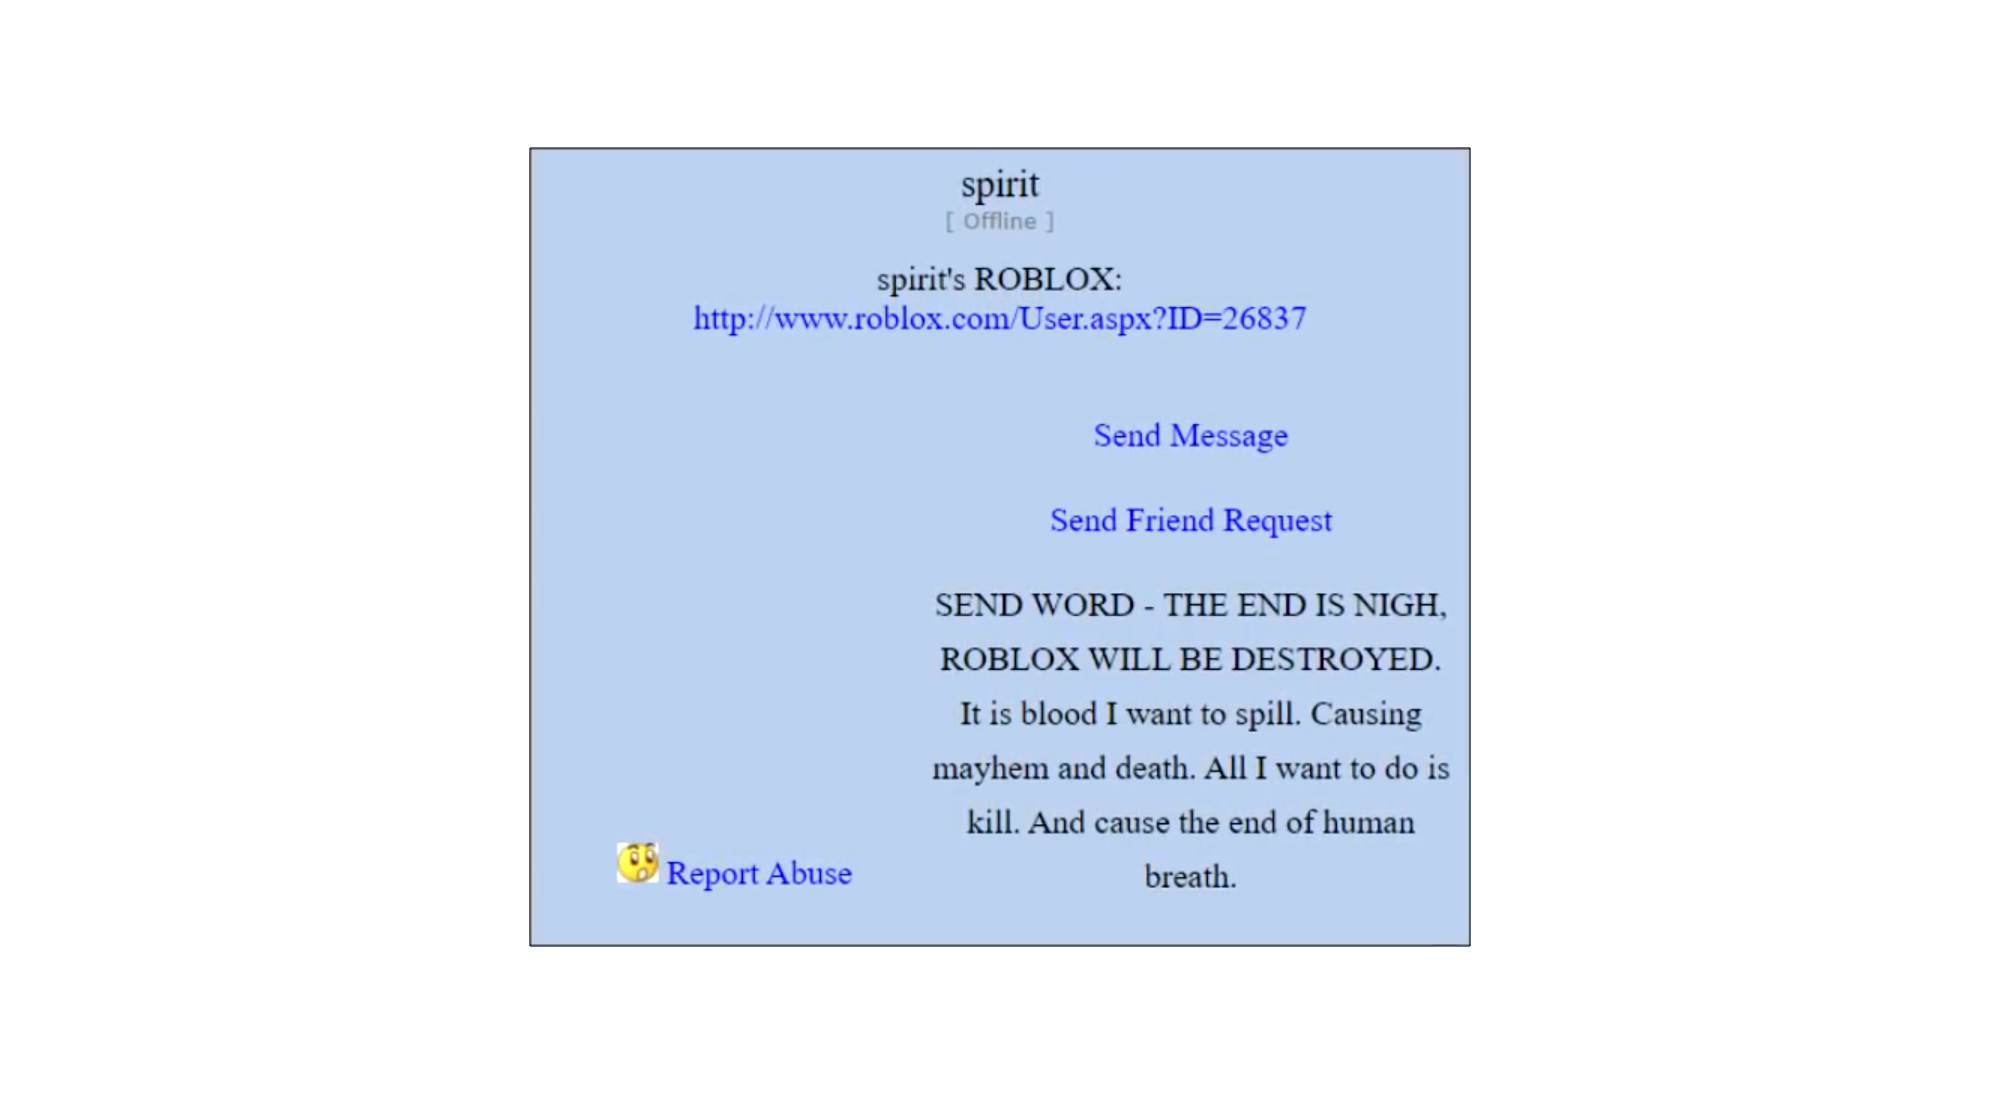 spirit
[ Offline ]
spirit's ROBLOX:
http://www.roblox.com/User.aspx?ID=26837
Send Message
Send Friend Request
SEND WORD - THE END IS NIGH,
ROBLOX WILL BE DESTROYED.
It is blood I want to spill. Causing
mayhem and death. All I want to do is
kill. And cause the end of human
breath.
Report Abuse